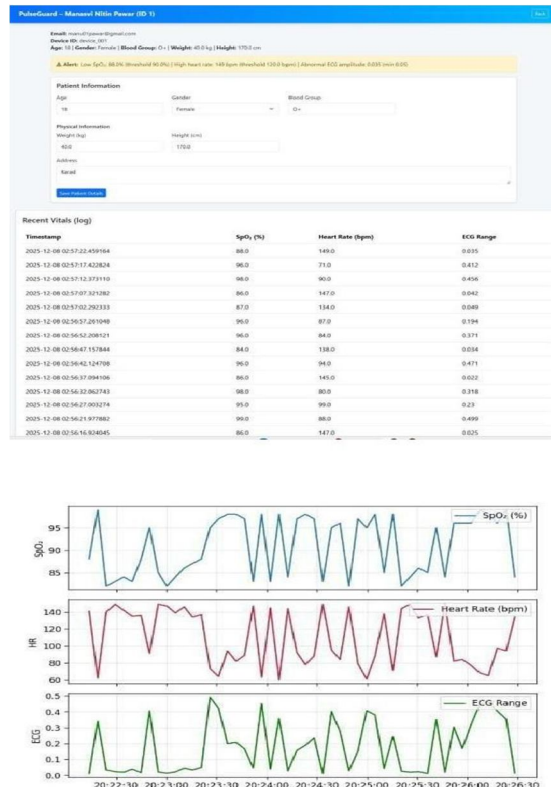 PulseGuard – Manasvi Nitin Pawar (ID 1)
Back
Device ID: device_001
Age: 18 | Gender: Female | Blood Group: O+ | Weight: 40.0 kg | Height: 170.0 cm
Alert: Low SpO₂: 88.0% (threshold 90.0%) | High heart rate: 149 bpm (threshold 120.0 bpm) | Abnormal ECG amplitude: 0.035 (min 0.05).
Patient Information
Age Gender Blood Group
18 Female O+
Physical Information
Weight (kg) Height (cm)
40.0 170.0
Address
Karad
Save Patient Details
Recent Vitals (log)
Timestamp SpO₂ (%) Heart Rate (bpm) ECG Range
2025-12-08 02:57:22.459164 88.0 149.0 0.035
2025-12-08 02:57:17.422824 96.0 71.0 0.412
2025-12-08 02:57:12.373110 98.0 90.0 0.456
2025-12-08 02:57:07.321282 86.0 147.0 0.042
2025-12-08 02:57:02.292333 87.0 134.0 0.049
2025-12-08 02:56:57.261048 96.0 87.0 0.194
2025-12-08 02:56:52.208121 96.0 84.0 0.371
2025-12-08 02:56:47.157844 84.0 138.0 0.034
2025-12-08 02:56:42.124708 96.0 94.0 0.471
2025-12-08 02:56:37.094106 86.0 145.0 0.022
2025-12-08 02:56:32.062743 98.0 80.0 0.318
2025-12-08 02:56:27.003274 95.0 99.0 0.23
2025-12-08 02:56:21.977882 99.0 88.0 0.499
2025-12-08 02:56:16.924045 86.0 147.0 0.025
SpO₂ (%)
95
90
85
SpO₂
Heart Rate (bpm)
140
120
100
80
60
HR
ECG Range
0.5
0.4
0.3
0.2
0.1
0.0
ECG
20:22:30 20:23:00 20:23:30 20:24:00 20:24:30 20:25:00 20:25:30 20:26:00 20:26:30